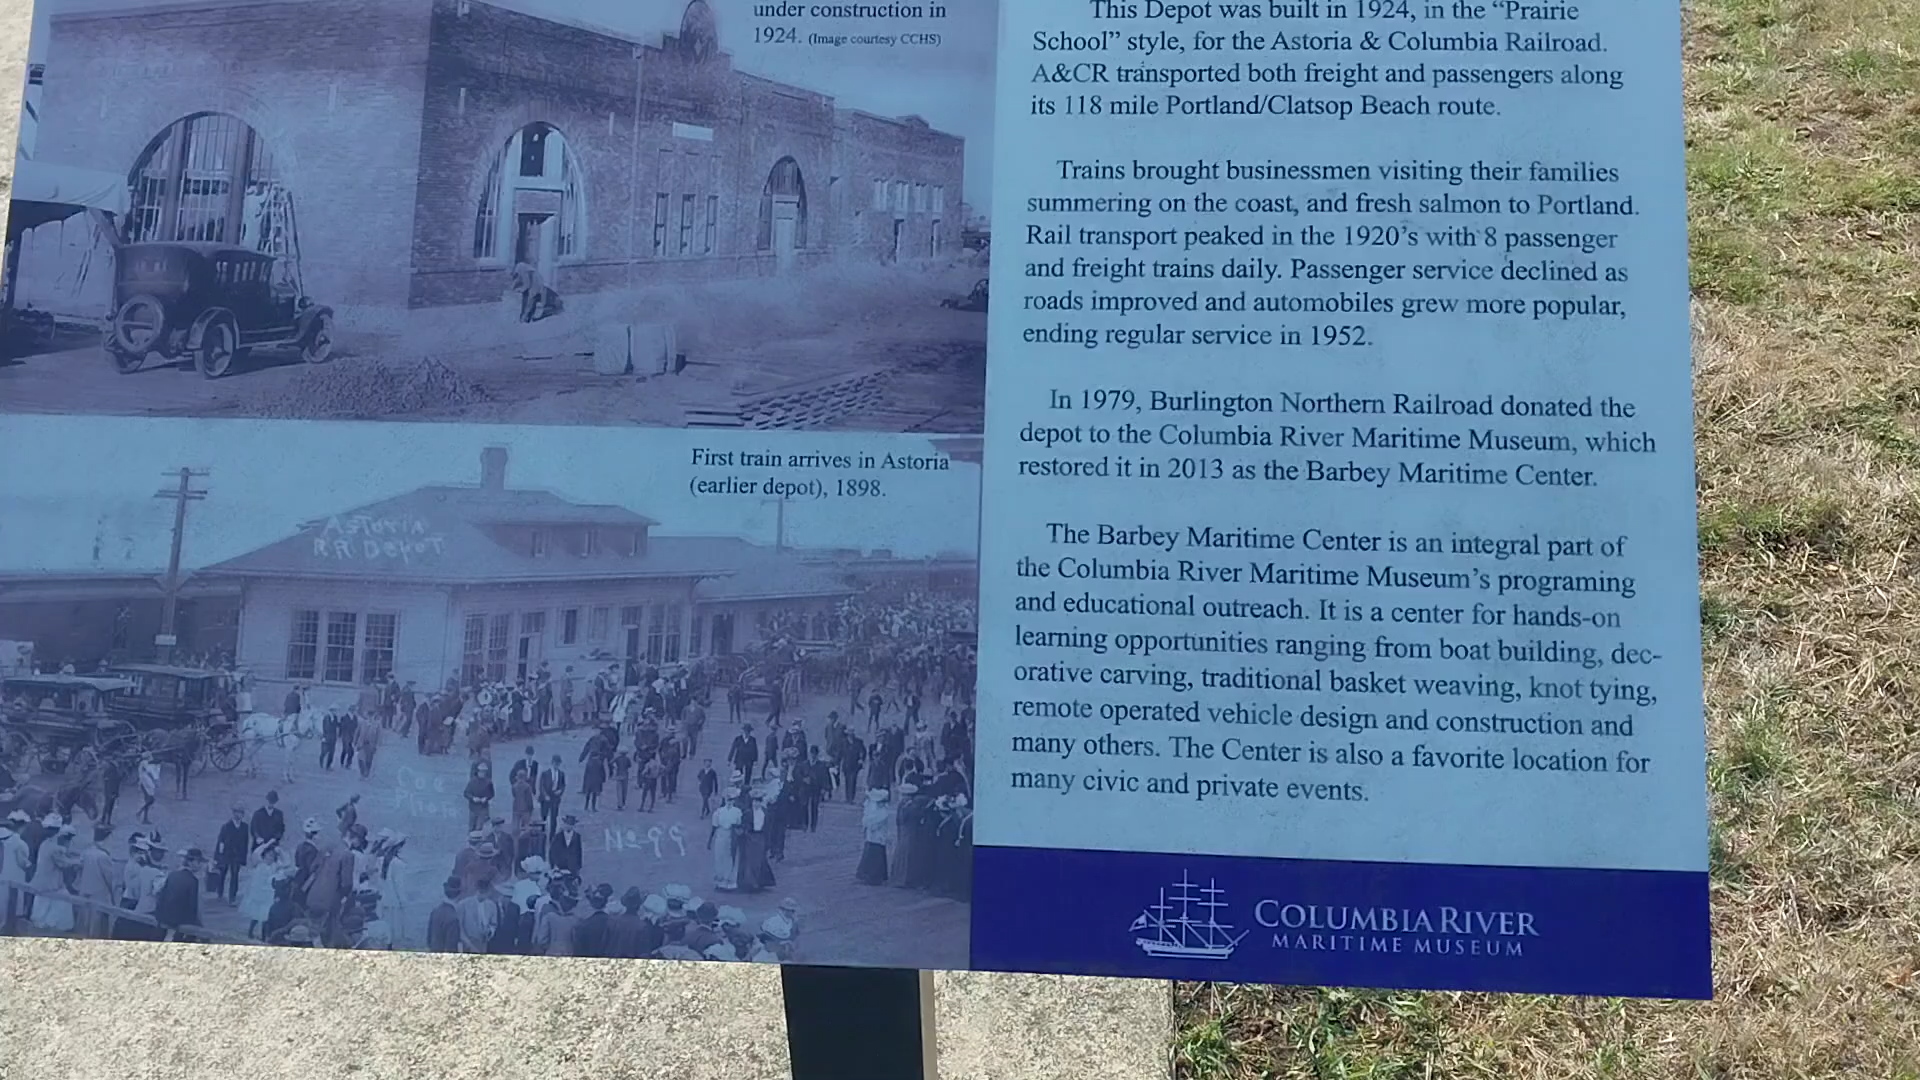 under construction in
1924. (Image courtesy CCHS)
First train arrives in Astoria
(earlier depot), 1898.
Astoria
R R Depot
Coe
Photo
No 99
This Depot was built in 1924, in the “Prairie
School” style, for the Astoria & Columbia Railroad.
A&CR transported both freight and passengers along
its 118 mile Portland/Clatsop Beach route.
Trains brought businessmen visiting their families
summering on the coast, and fresh salmon to Portland.
Rail transport peaked in the 1920’s with 8 passenger
and freight trains daily. Passenger service declined as
roads improved and automobiles grew more popular,
ending regular service in 1952.
In 1979, Burlington Northern Railroad donated the
depot to the Columbia River Maritime Museum, which
restored it in 2013 as the Barbey Maritime Center.
The Barbey Maritime Center is an integral part of
the Columbia River Maritime Museum’s programing
and educational outreach. It is a center for hands-on
learning opportunities ranging from boat building, dec-
orative carving, traditional basket weaving, knot tying,
remote operated vehicle design and construction and
many others. The Center is also a favorite location for
many civic and private events.
COLUMBIA RIVER
MARITIME MUSEUM